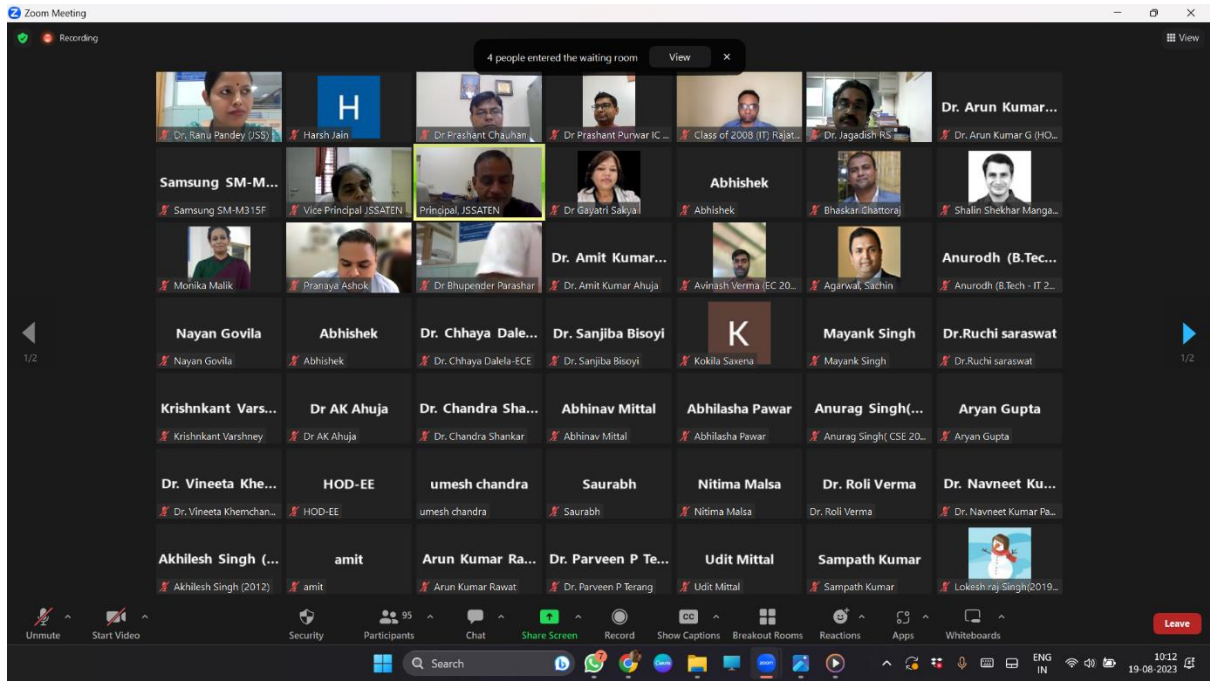 Zoom Meeting
Recording
View
4 people entered the waiting room View
Dr. Ranu Pandey (JSS)
H
Harsh Jain
Dr Prashant Chauhan
Dr Prashant Purwar IC ...
Class of 2008 (IT) Rajat...
Dr. Jagadish RS
Dr. Arun Kumar...
Dr. Arun Kumar G (HO...
Samsung SM-M...
Samsung SM-M315F
Vice Principal JSSATEN
Principal, JSSATEN
Dr Gayatri Sakya
Abhishek
Abhishek
Bhaskar Chattoraj
Shalin Shekhar Manga...
Monika Malik
Pranaya Ashok
Dr Bhupender Parashar
Dr. Amit Kumar...
Dr. Amit Kumar Ahuja
Avinash Verma (EC 20...
Agarwal, Sachin
Anurodh (B.Tec...
Anurodh (B.Tech - IT 2...
1/2
Nayan Govila
Nayan Govila
Abhishek
Abhishek
Dr. Chhaya Dale...
Dr. Chhaya Dalela-ECE
Dr. Sanjiba Bisoyi
Dr. Sanjiba Bisoyi
K
Kokila Saxena
Mayank Singh
Mayank Singh
Dr.Ruchi saraswat
Dr.Ruchi saraswat
1/2
Krishnkant Vars...
Krishnkant Varshney
Dr AK Ahuja
Dr AK Ahuja
Dr. Chandra Sha...
Dr. Chandra Shankar
Abhinav Mittal
Abhinav Mittal
Abhilasha Pawar
Abhilasha Pawar
Anurag Singh(...
Anurag Singh( CSE 20...
Aryan Gupta
Aryan Gupta
Dr. Vineeta Khe...
Dr. Vineeta Khemchan...
HOD-EE
HOD-EE
umesh chandra
umesh chandra
Saurabh
Saurabh
Nitima Malsa
Nitima Malsa
Dr. Roli Verma
Dr. Roli Verma
Dr. Navneet Ku...
Dr. Navneet Kumar Pa...
Akhilesh Singh (...
Akhilesh Singh (2012)
amit
amit
Arun Kumar Ra...
Arun Kumar Rawat
Dr. Parveen P Te...
Dr. Parveen P Terang
Udit Mittal
Udit Mittal
Sampath Kumar
Sampath Kumar
Lokesh raj Singh(2019...
Unmute
Start Video
Security
95
Participants
Chat
Share Screen
Record
CC
Show Captions
Breakout Rooms
Reactions
Apps
Whiteboards
Leave
Search
7
zoom
ENG
IN
10:12
19-08-2023